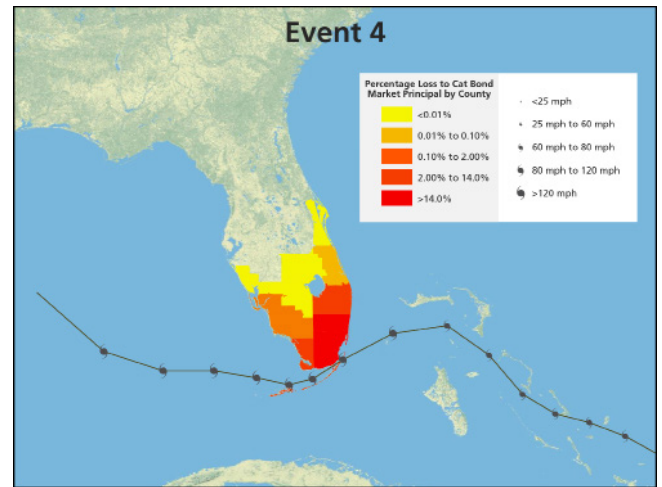 Event 4
Percentage Loss to Cat Bond
Market Principal by County
<0.01%
0.01% to 0.10%
0.10% to 2.00%
2.00% to 14.0%
>14.0%
<25 mph
25 mph to 60 mph
60 mph to 80 mph
80 mph to 120 mph
>120 mph